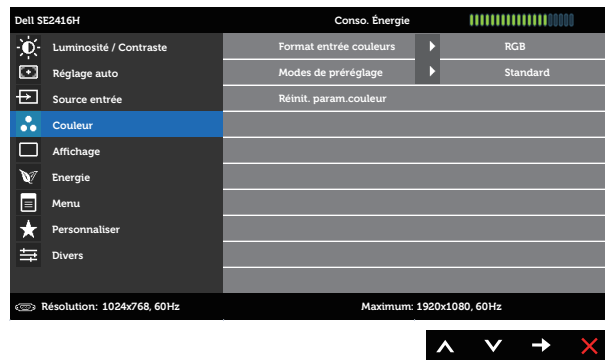 Dell SE2416H Conso. Énergie
Luminosité / Contraste Format entrée couleurs RGB
Réglage auto Modes de préréglage Standard
Source entrée Réinit. param.couleur
Couleur
Affichage
Energie
Menu
Personnaliser
Divers
Résolution: 1024x768, 60Hz Maximum: 1920x1080, 60Hz